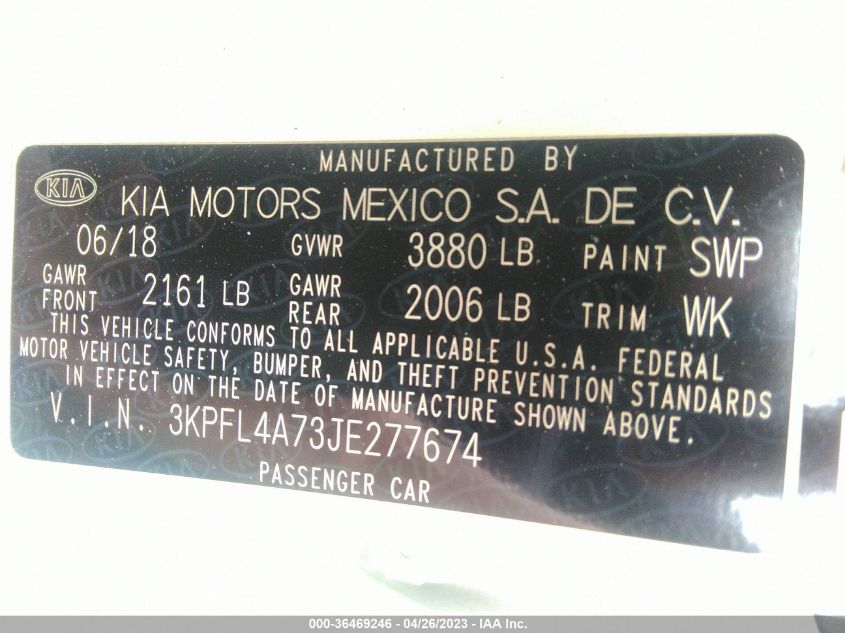 MANUFACTURED BY
KIA KIA MOTORS MEXICO S.A. DE C.V.
06/18 GVWR 3880 LB PAINT SWP
GAWR FRONT 2161 LB GAWR REAR 2006 LB TRIM WK
THIS VEHICLE CONFORMS TO ALL APPLICABLE U.S.A. FEDERAL
MOTOR VEHICLE SAFETY, BUMPER, AND THEFT PREVENTION STANDARDS
IN EFFECT ON THE DATE OF MANUFACTURE SHOWN ABOVE.
V.I.N. 3KPFL4A73JE277674
PASSENGER CAR
000-36469246 - 04/26/2023 - IAA Inc.